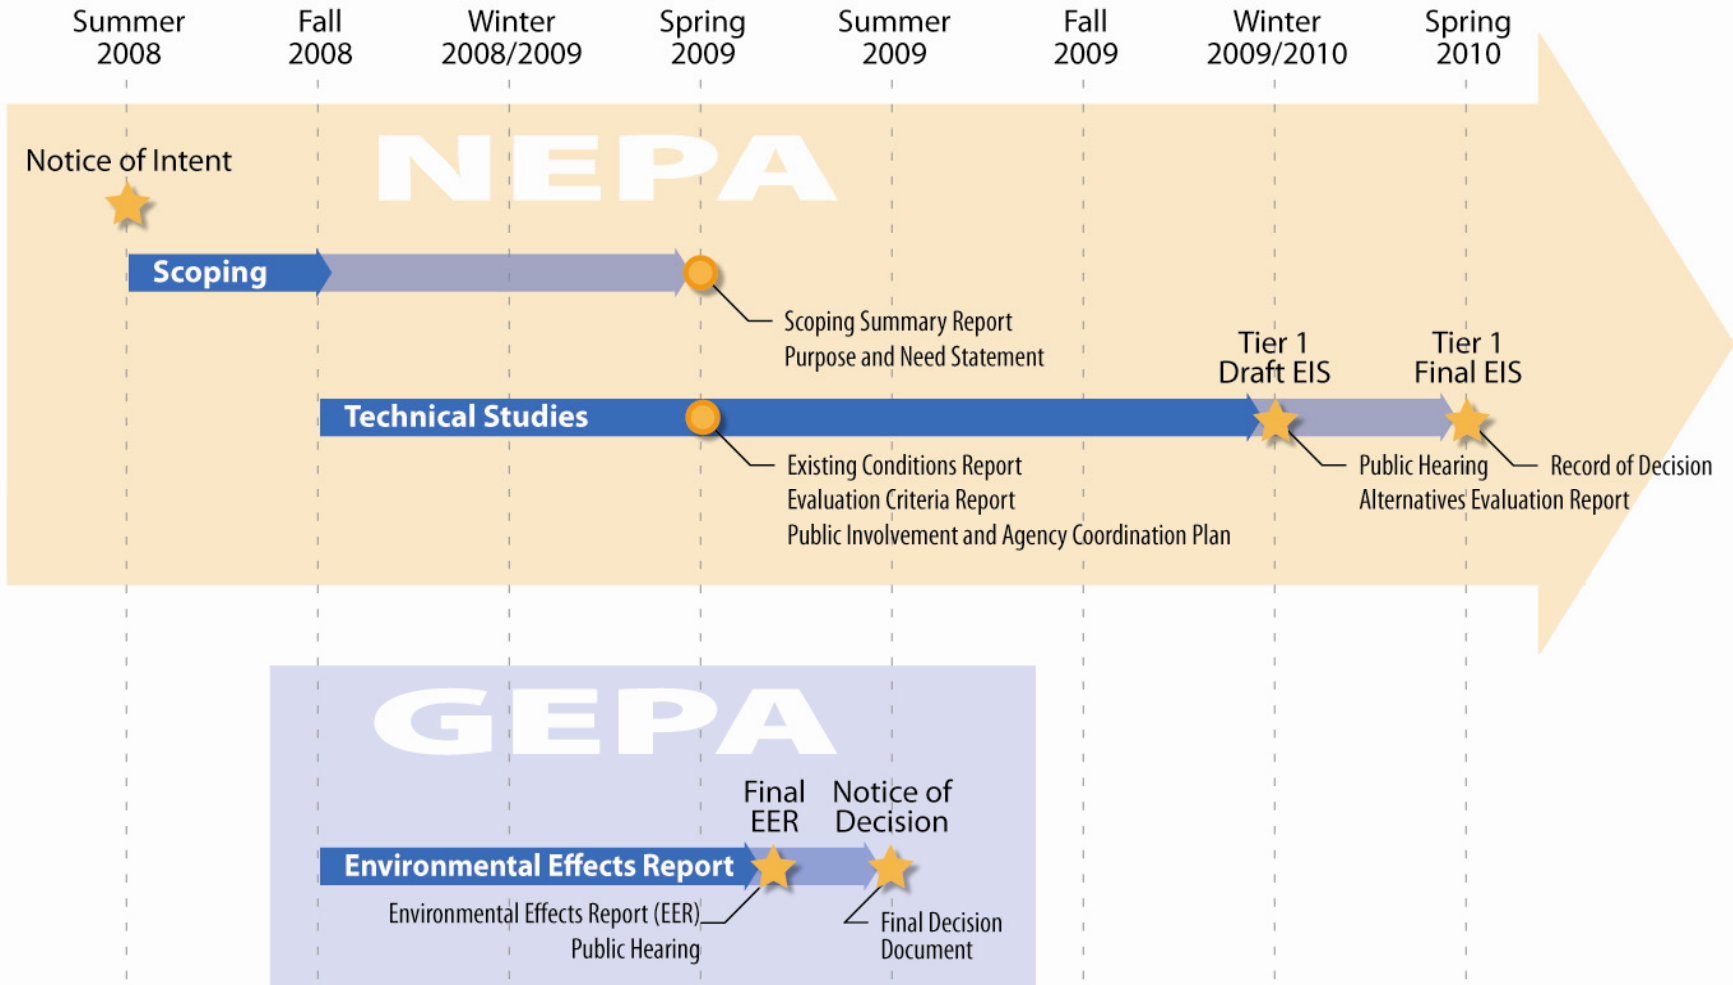 Summer
2008
Fall
2008
Winter
2008/2009
Spring
2009
Summer
2009
Fall
2009
Winter
2009/2010
Spring
2010
NEPA
Notice of Intent
Scoping
Scoping Summary Report
Purpose and Need Statement
Tier 1
Draft EIS
Tier 1
Final EIS
Technical Studies
Existing Conditions Report
Evaluation Criteria Report
Public Involvement and Agency Coordination Plan
Public Hearing
Alternatives Evaluation Report
Record of Decision
GEPA
Final
EER
Notice of
Decision
Environmental Effects Report
Environmental Effects Report (EER)
Public Hearing
Final Decision
Document